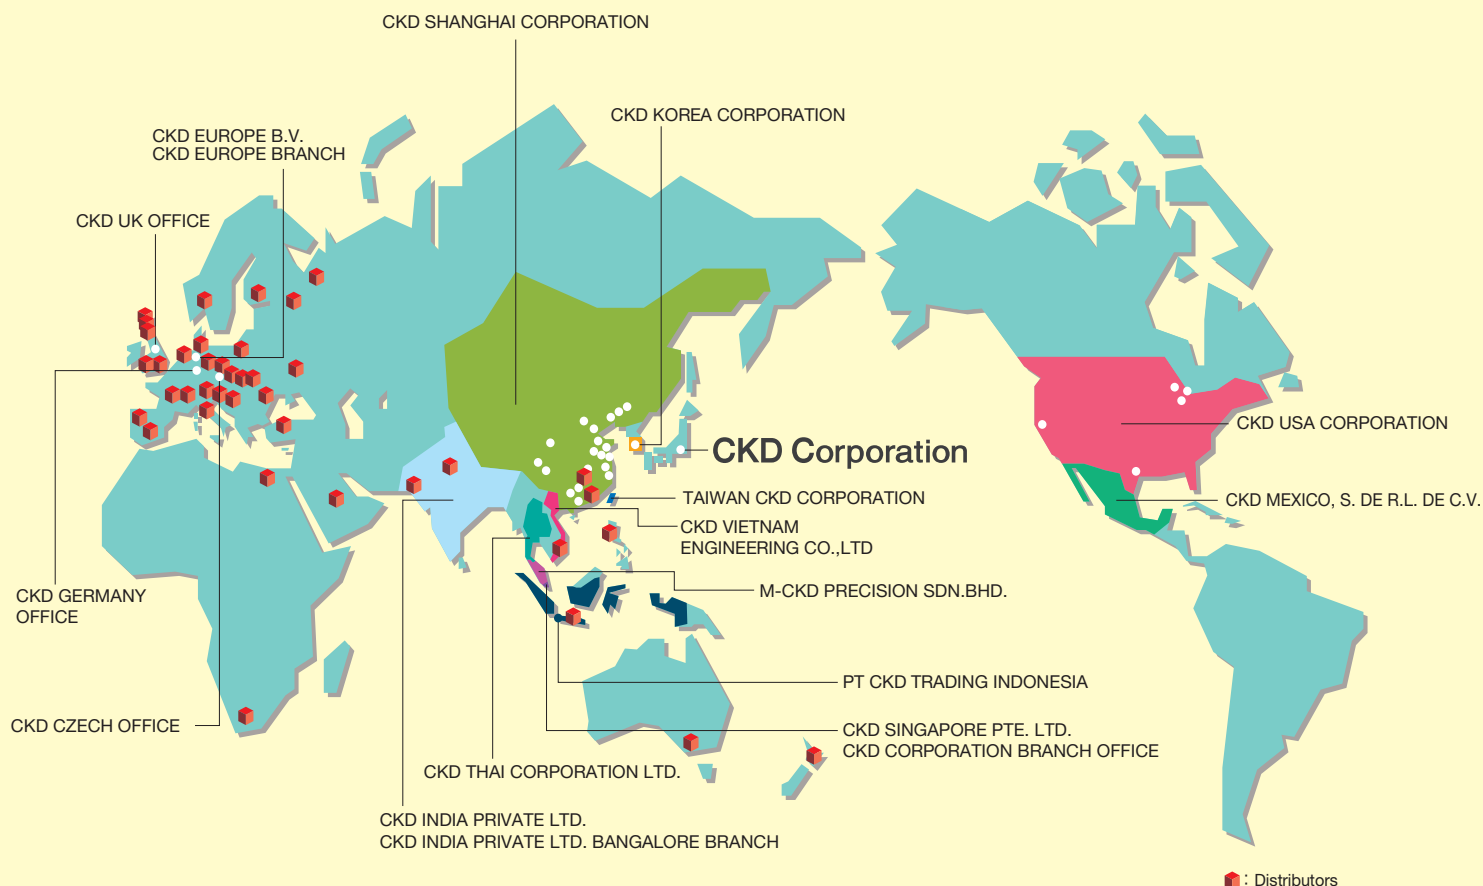 CKD SHANGHAI CORPORATION
CKD KOREA CORPORATION
CKD EUROPE B.V.
CKD EUROPE BRANCH
CKD UK OFFICE
CKD USA CORPORATION
CKD Corporation
TAIWAN CKD CORPORATION
CKD MEXICO, S. DE R.L. DE C.V.
CKD VIETNAM
ENGINEERING CO.,LTD
M-CKD PRECISION SDN.BHD.
CKD GERMANY
OFFICE
PT CKD TRADING INDONESIA
CKD CZECH OFFICE
CKD SINGAPORE PTE. LTD.
CKD CORPORATION BRANCH OFFICE
CKD THAI CORPORATION LTD.
CKD INDIA PRIVATE LTD.
CKD INDIA PRIVATE LTD. BANGALORE BRANCH
: Distributors